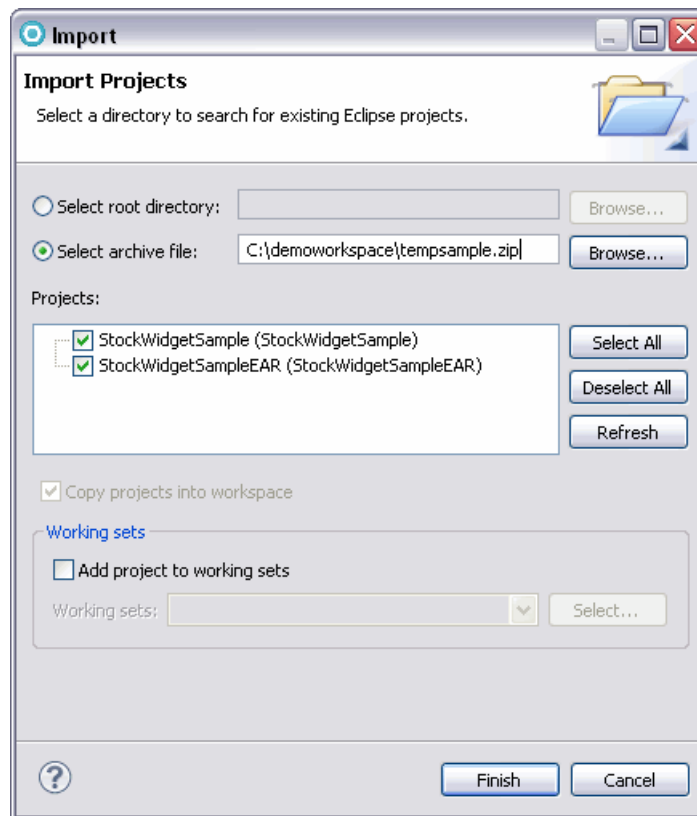 Import
Import Projects
Select a directory to search for existing Eclipse projects.
Select root directory:
Browse...
Select archive file:
C:\demoworkspace\tempsample.zip
Browse...
Projects:
StockWidgetSample (StockWidgetSample)
Select All
StockWidgetSampleEAR (StockWidgetSampleEAR)
Deselect All
Refresh
Copy projects into workspace
Working sets
Add project to working sets
Working sets:
Select...
?
Finish
Cancel